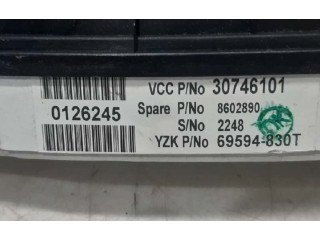 VCC P/No 30746101
0126245
Spare P/No 8602890
S/No 2248
YZK P/No 69594-830T